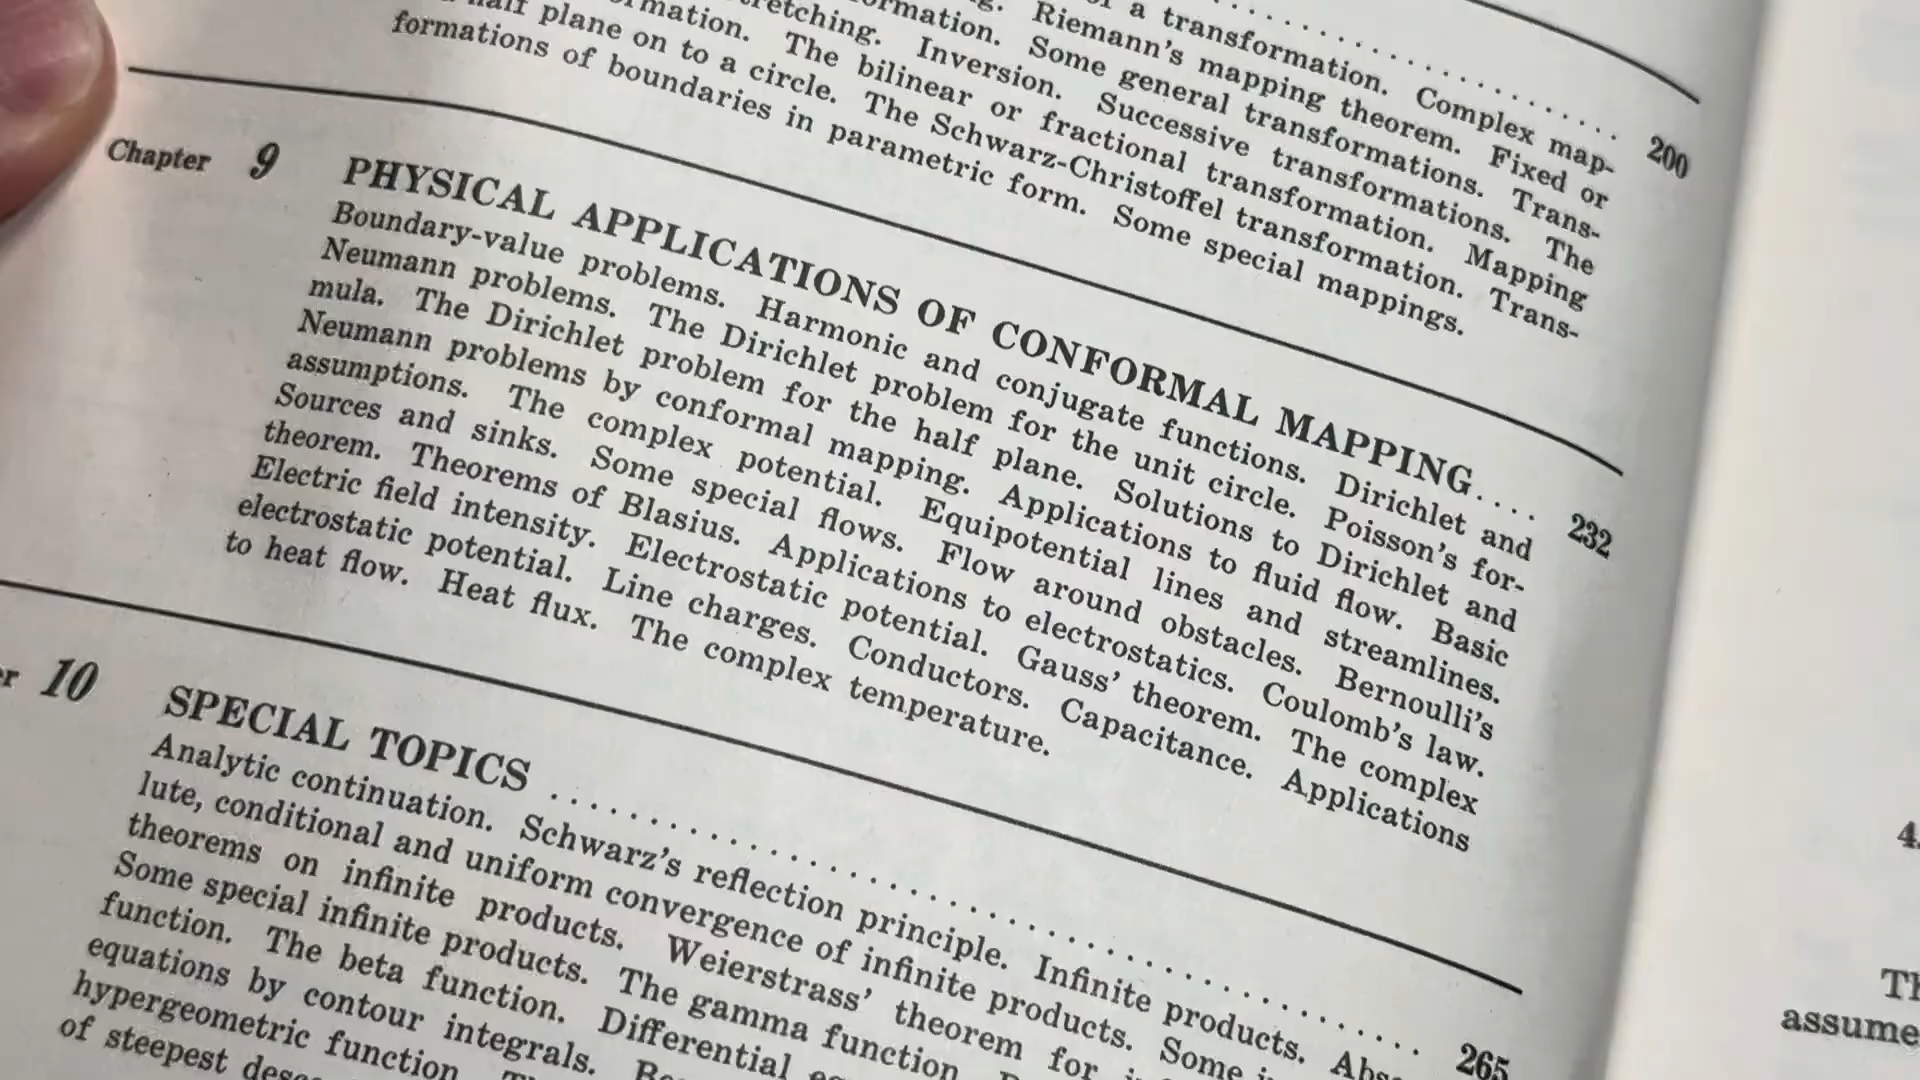 . . . . . . . . . . . . . . . . . . . . 200
a transformation. Complex map-
Riemann's mapping theorem. Fixed or
Some general transformations. Trans-
Inversion. Successive transformations. The
The bilinear or fractional transformation. Mapping
half plane on to a circle. The Schwarz-Christoffel transformation. Trans-
formations of boundaries in parametric form. Some special mappings.
Chapter 9 PHYSICAL APPLICATIONS OF CONFORMAL MAPPING.... 232
Boundary-value problems. Harmonic and conjugate functions. Dirichlet and
Neumann problems. The Dirichlet problem for the unit circle. Poisson's for-
mula. The Dirichlet problem for the half plane. Solutions to Dirichlet and
Neumann problems by conformal mapping. Applications to fluid flow. Basic
assumptions. The complex potential. Equipotential lines and streamlines.
Sources and sinks. Some special flows. Flow around obstacles. Bernoulli's
theorem. Theorems of Blasius. Applications to electrostatics. Coulomb's law.
Electric field intensity. Electrostatic potential. Gauss' theorem. The complex
electrostatic potential. Line charges. Conductors. Capacitance. Applications
to heat flow. Heat flux. The complex temperature.
10 SPECIAL TOPICS .............................. 265
Analytic continuation. Schwarz's reflection principle. Infinite products. Abso-
lute, conditional and uniform convergence of infinite products. Some
theorems on infinite products. Weierstrass' theorem for
Some special infinite products. The gamma function
function. The beta function. Differential
equations by contour integrals.
hypergeometric function.
of steepest
assume